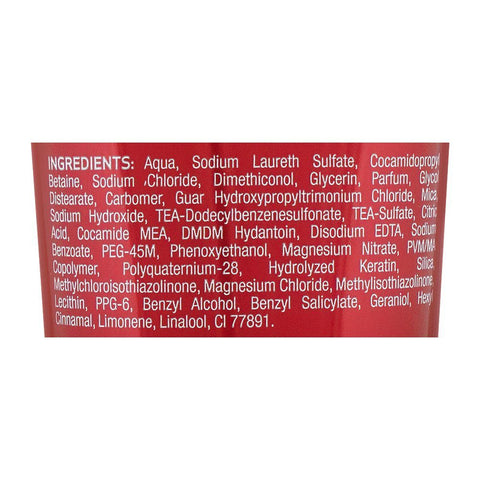 INGREDIENTS: Aqua, Sodium Laureth Sulfate, Cocamidopropyl
Betaine, Sodium Chloride, Dimethiconol, Glycerin, Parfum, Glycol
Distearate, Carbomer, Guar Hydroxypropyltrimonium Chloride, Mica,
Sodium Hydroxide, TEA-Dodecylbenzenesulfonate, TEA-Sulfate, Citric
Acid, Cocamide MEA, DMDM Hydantoin, Disodium EDTA, Sodium
Benzoate, PEG-45M, Phenoxyethanol, Magnesium Nitrate, PVM/MA
Copolymer, Polyquaternium-28, Hydrolyzed Keratin, Silica,
Methylchloroisothiazolinone, Magnesium Chloride, Methylisothiazolinone,
Lecithin, PPG-6, Benzyl Alcohol, Benzyl Salicylate, Geraniol, Hexyl
Cinnamal, Limonene, Linalool, CI 77891.